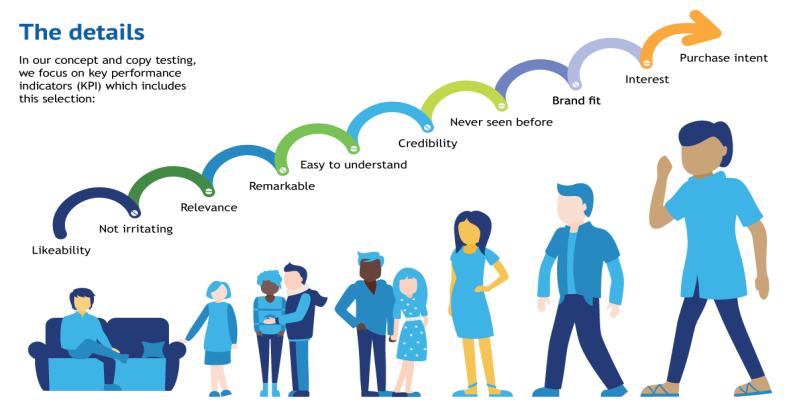 The details
In our concept and copy testing,
we focus on key performance
indicators (KPI) which includes
this selection:
Likeability
Not irritating
Relevance
Remarkable
Easy to understand
Credibility
Never seen before
Brand fit
Interest
Purchase intent